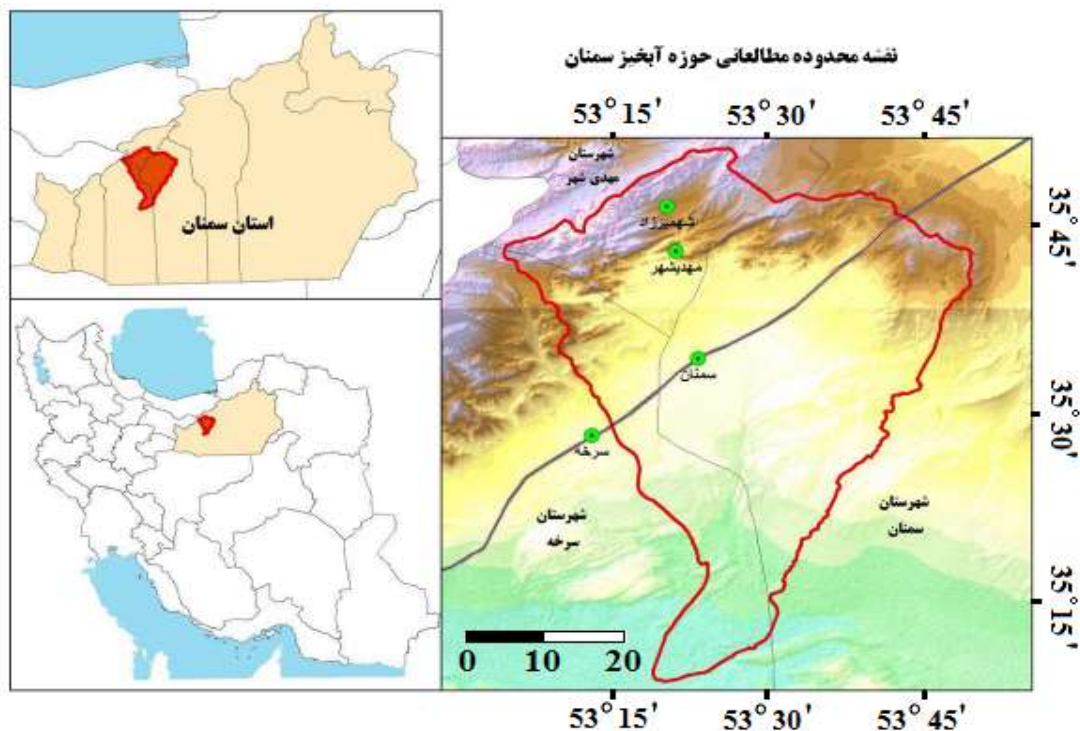 نقشه محدوده مطالعاتی حوزه آبخیز سمنان
53° 15' 53° 30' 53° 45'
شهرستان
مهدی شهر
شهمیرزاد
مهدیشهر
استان سمنان
سمنان
سرخه
شهرستان
سرخه
شهرستان
سمنان
35° 45'
35° 30'
35° 15'
0 10 20
53° 15' 53° 30' 53° 45'